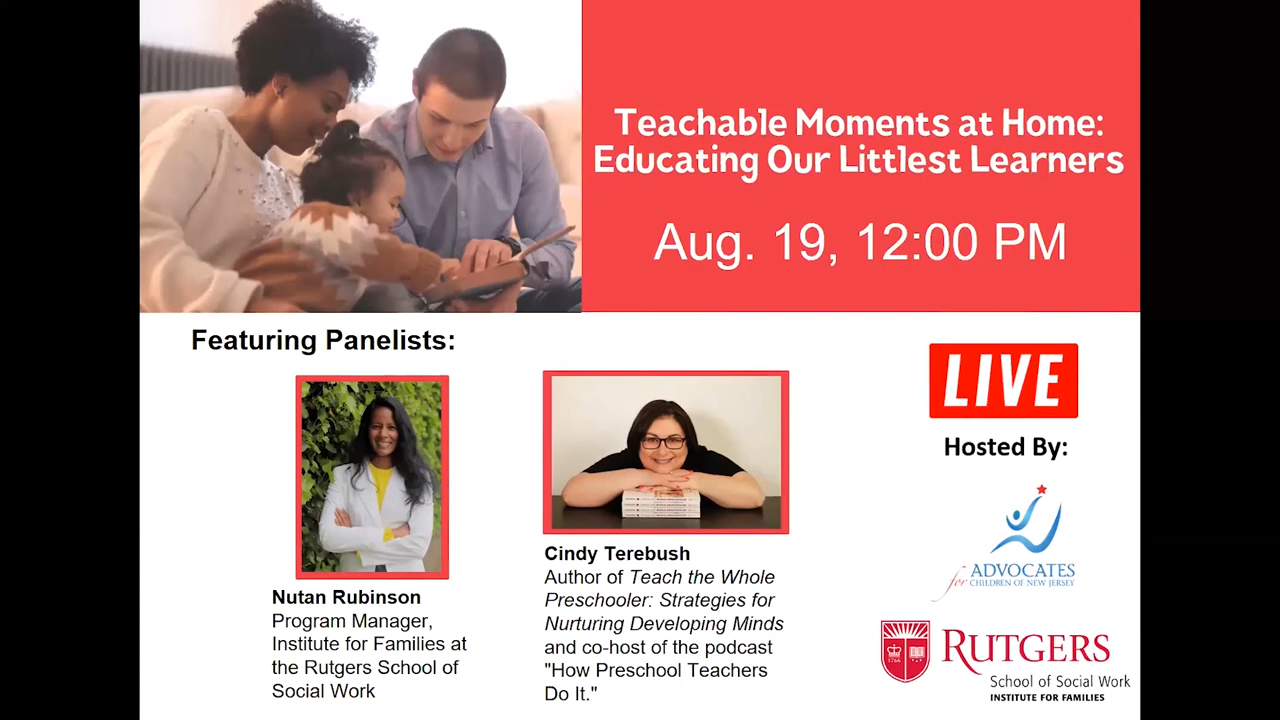 Teachable Moments at Home:
Educating Our Littlest Learners
Aug. 19, 12:00 PM
Featuring Panelists:
Nutan Rubinson
Program Manager,
Institute for Families at
the Rutgers School of
Social Work
Cindy Terebush
Author of Teach the Whole
Preschooler: Strategies for
Nurturing Developing Minds
and co-host of the podcast
"How Preschool Teachers
Do It."
LIVE
Hosted By:
ADVOCATES
for CHILDREN OF NEW JERSEY
1766
RUTGERS
School of Social Work
INSTITUTE FOR FAMILIES